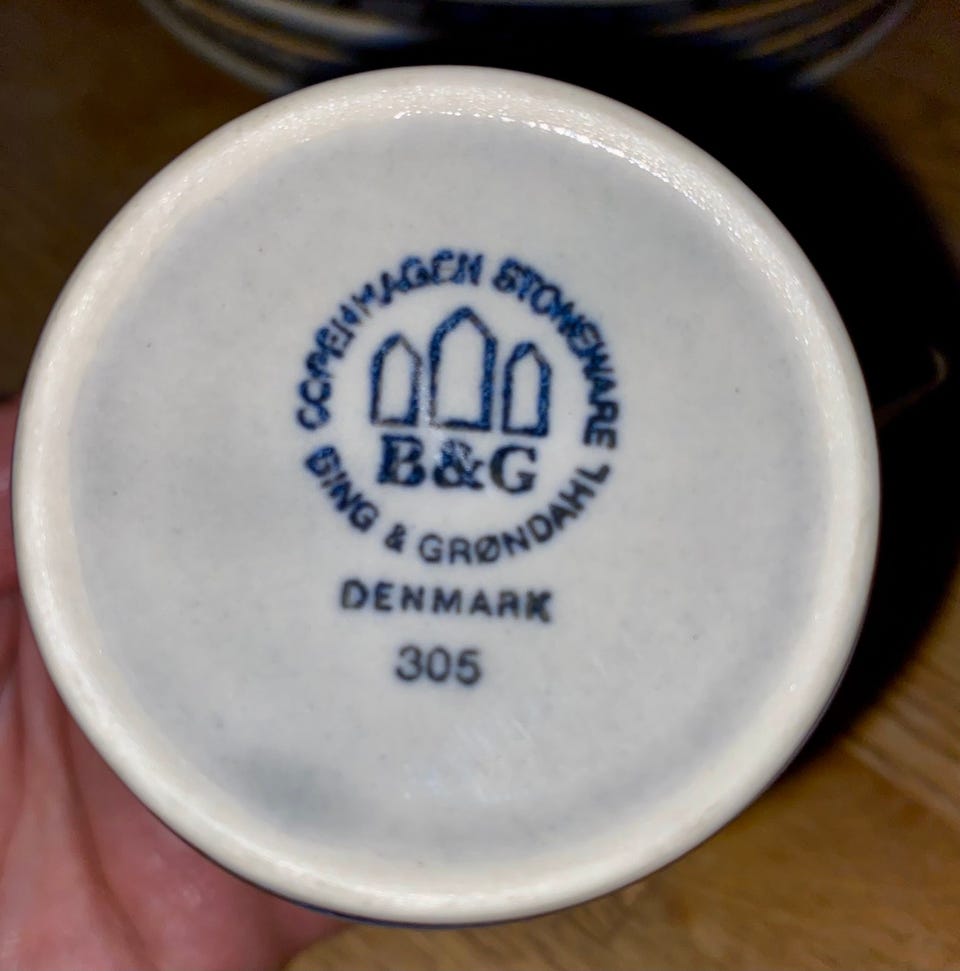 COPENHAGEN STONEWARE
B&G
BING & GRØNDAHL
DENMARK
305